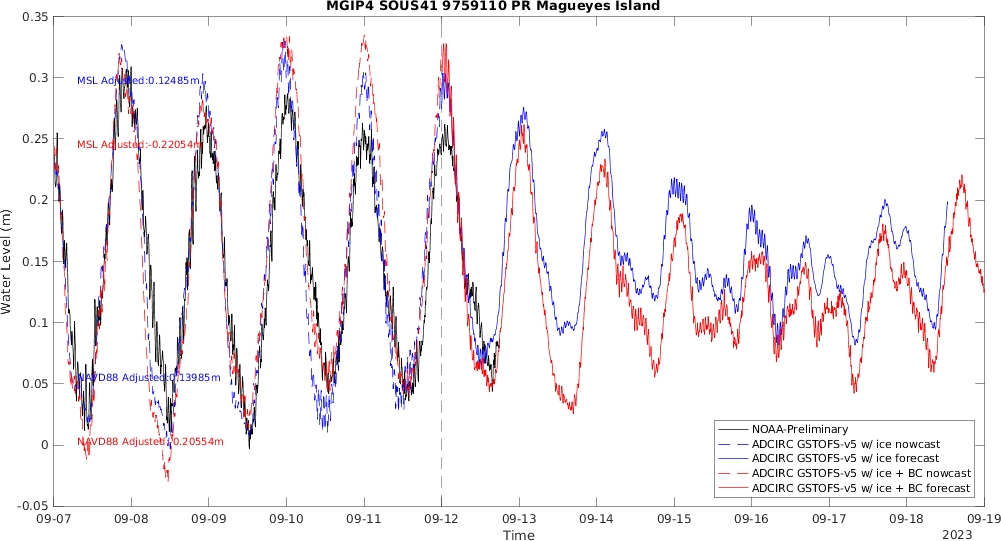 MGIP4 SOUS41 9759110 PR Magueyes Island
0.35
0.3
0.25
0.2
0.15
0.1
0.05
0
-0.05
Water Level (m)
MSL Adjusted:0.12485m
MSL Adjusted:-0.22054m
NAVD88 Adjusted:0.13985m
NAVD88 Adjusted:-0.20554m
NOAA-Preliminary
ADCIRC GSTOFS-v5 w/ ice nowcast
ADCIRC GSTOFS-v5 w/ ice forecast
ADCIRC GSTOFS-v5 w/ ice + BC nowcast
ADCIRC GSTOFS-v5 w/ ice + BC forecast
09-07 09-08 09-09 09-10 09-11 09-12 09-13 09-14 09-15 09-16 09-17 09-18 09-19
Time
2023